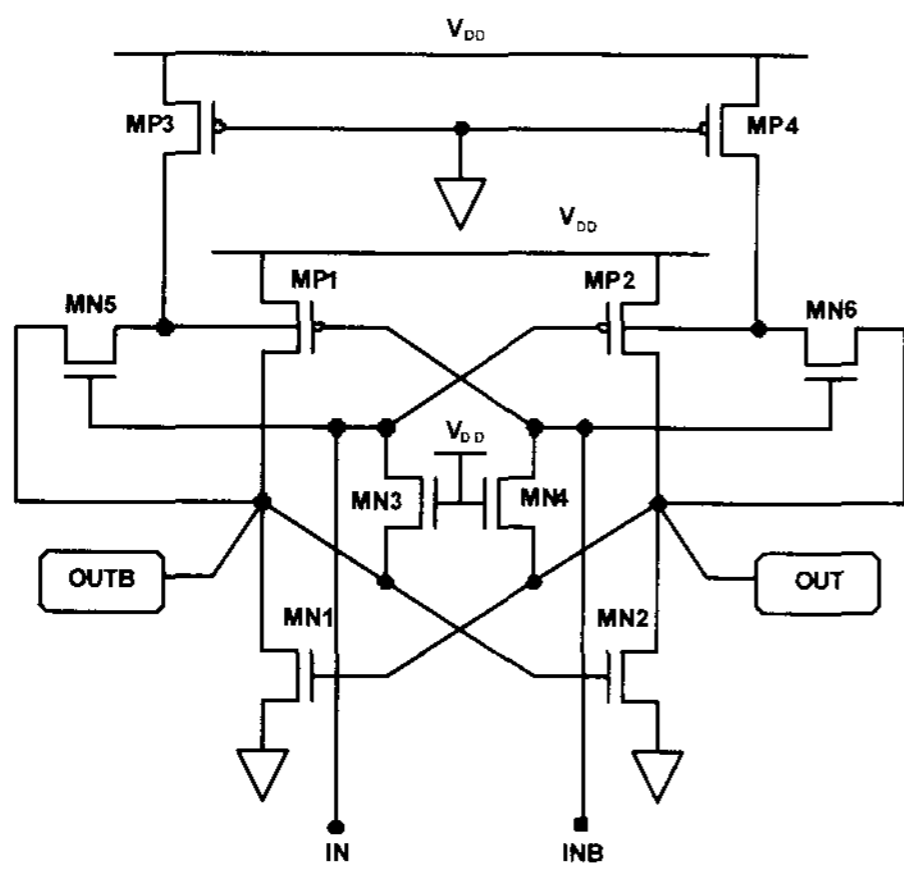 V_DD
MP3
MP4
V_DD
MP1
MP2
MN5
MN6
V_DD
MN3
MN4
OUTB
OUT
MN1
MN2
IN
INB